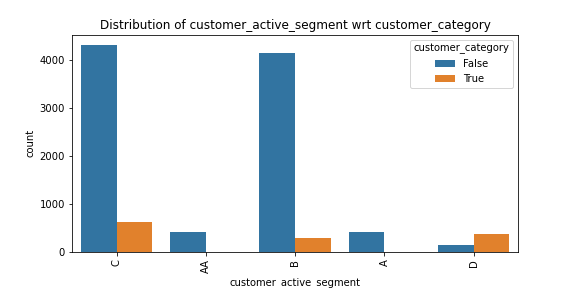 Distribution of customer_active_segment wrt customer_category
customer_category
False
True
4000
3000
2000
1000
0
count
C
AA
B
A
D
customer_active_segment